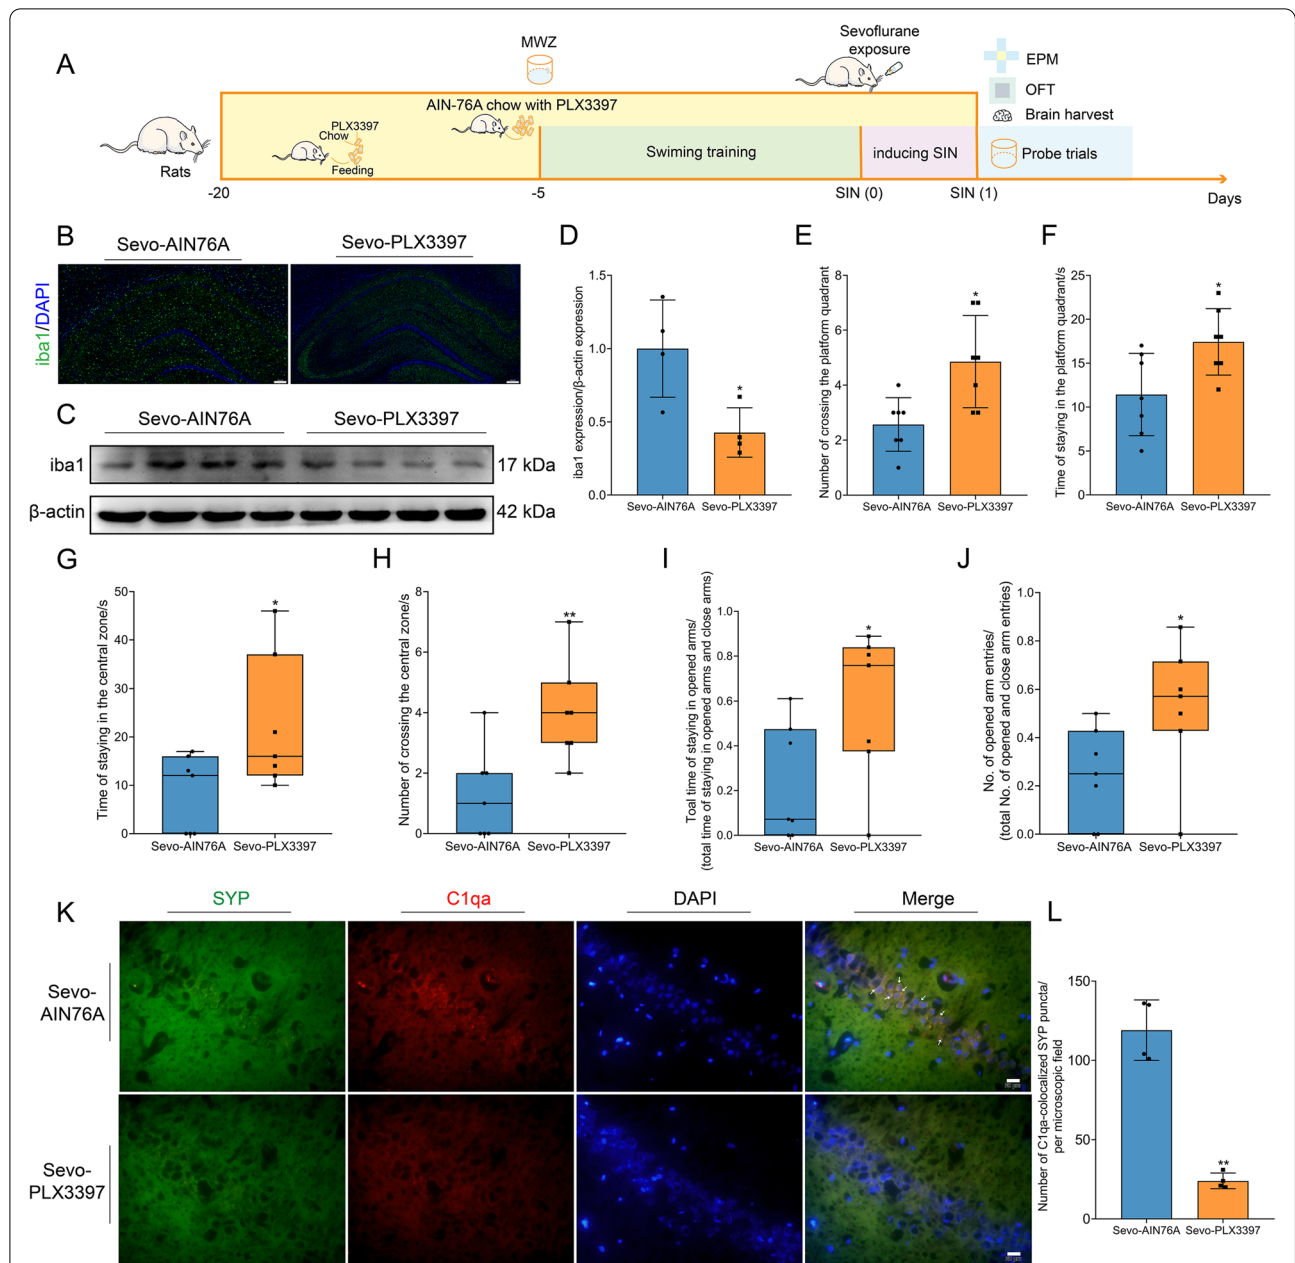 A
MWZ
Sevoflurane
exposure
EPM
OFT
Brain harvest
Probe trials
AIN-76A chow with PLX3397
PLX3397
Chow
Feeding
Rats
Swiming training
inducing SIN
-20
-5
SIN (0)
SIN (1)
Days
B
Sevo-AIN76A
Sevo-PLX3397
iba1/DAPI
C
Sevo-AIN76A
Sevo-PLX3397
iba1
17 kDa
β-actin
42 kDa
D
iba1 expression/β-actin expression
1.5
1.0
0.5
0.0
*
Sevo-AIN76A
Sevo-PLX3397
E
Number of crossing the platform quadrant
8
6
4
2
0
*
Sevo-AIN76A
Sevo-PLX3397
F
Time of staying in the platform quadrant/s
25
20
15
10
5
0
*
Sevo-AIN76A
Sevo-PLX3397
G
Time of staying in the central zone/s
50
40
30
20
10
0
*
Sevo-AIN76A
Sevo-PLX3397
H
Number of crossing the central zone/s
8
6
4
2
0
**
Sevo-AIN76A
Sevo-PLX3397
I
Toal time of staying in opened arms/
(total time of staying in opened arms and close arms)
1.0
0.8
0.6
0.4
0.2
0.0
*
Sevo-AIN76A
Sevo-PLX3397
J
No. of opened arm entries/
(total No. of opened and close arm entries)
1.0
0.8
0.6
0.4
0.2
0.0
*
Sevo-AIN76A
Sevo-PLX3397
K
SYP
C1qa
DAPI
Merge
Sevo-
AIN76A
Sevo-
PLX3397
L
Number of C1qa-colocalized SYP puncta/
per microscopic field
150
100
50
0
**
Sevo-AIN76A
Sevo-PLX3397